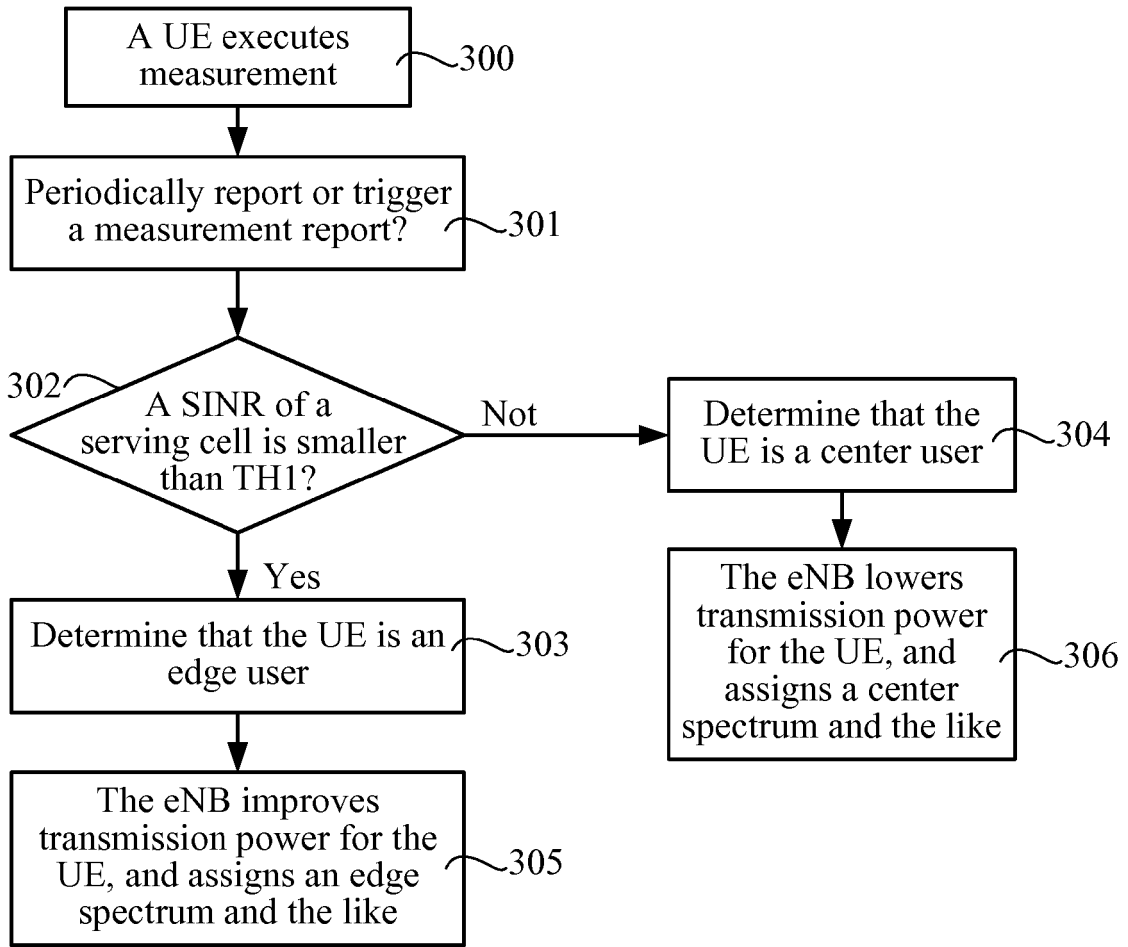 A UE executes
measurement
300
Periodically report or trigger
a measurement report?
301
302
A SINR of a
serving cell is smaller
than TH1?
Not
Determine that the
UE is a center user
304
Yes
The eNB lowers
transmission power
for the UE, and
assigns a center
spectrum and the like
306
Determine that the UE is an
edge user
303
The eNB improves
transmission power for the
UE, and assigns an edge
spectrum and the like
305